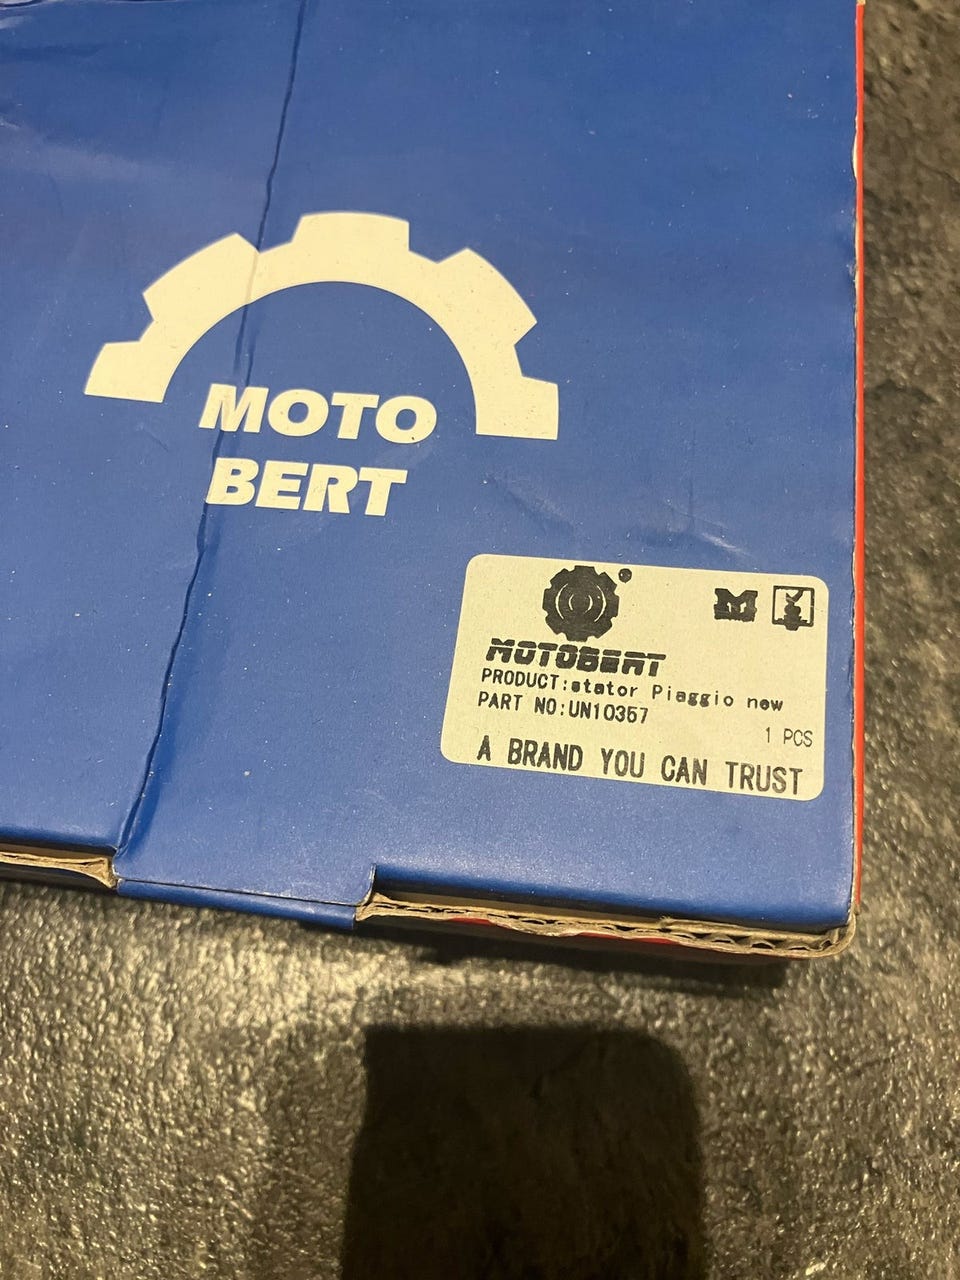 MOTO
BERT
MOTOBERT
PRODUCT:stator Piaggio new
PART NO:UN10357
1 PCS
A BRAND YOU CAN TRUST